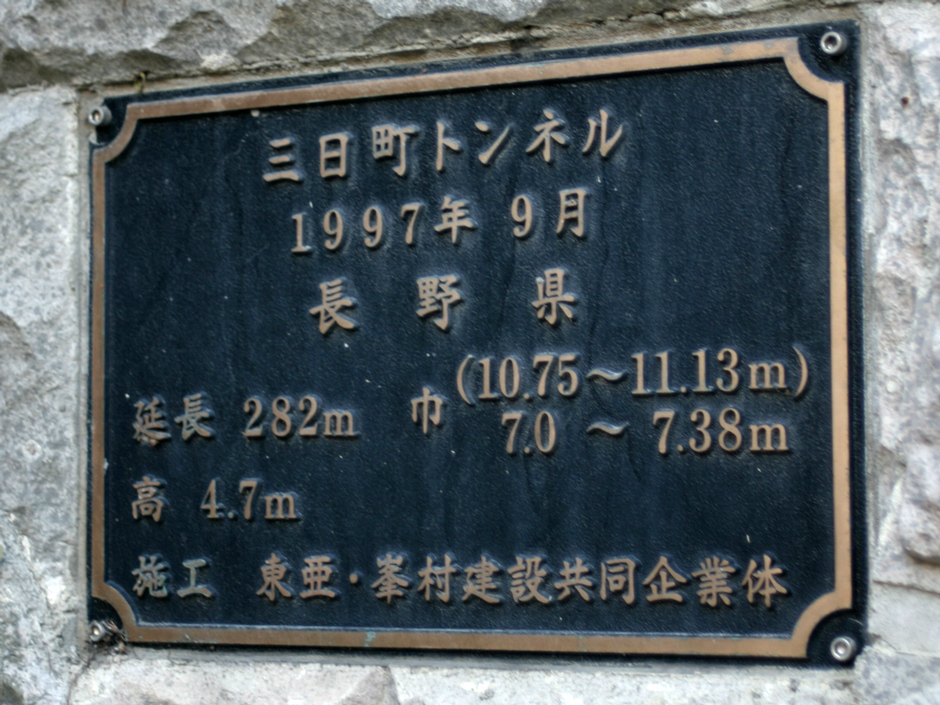 三日町トンネル
1997年 9月
長野県
延長 282m 巾 (10.75～11.13m)
7.0 ～ 7.38m
高 4.7m
施工 東亜・峯村建設共同企業体